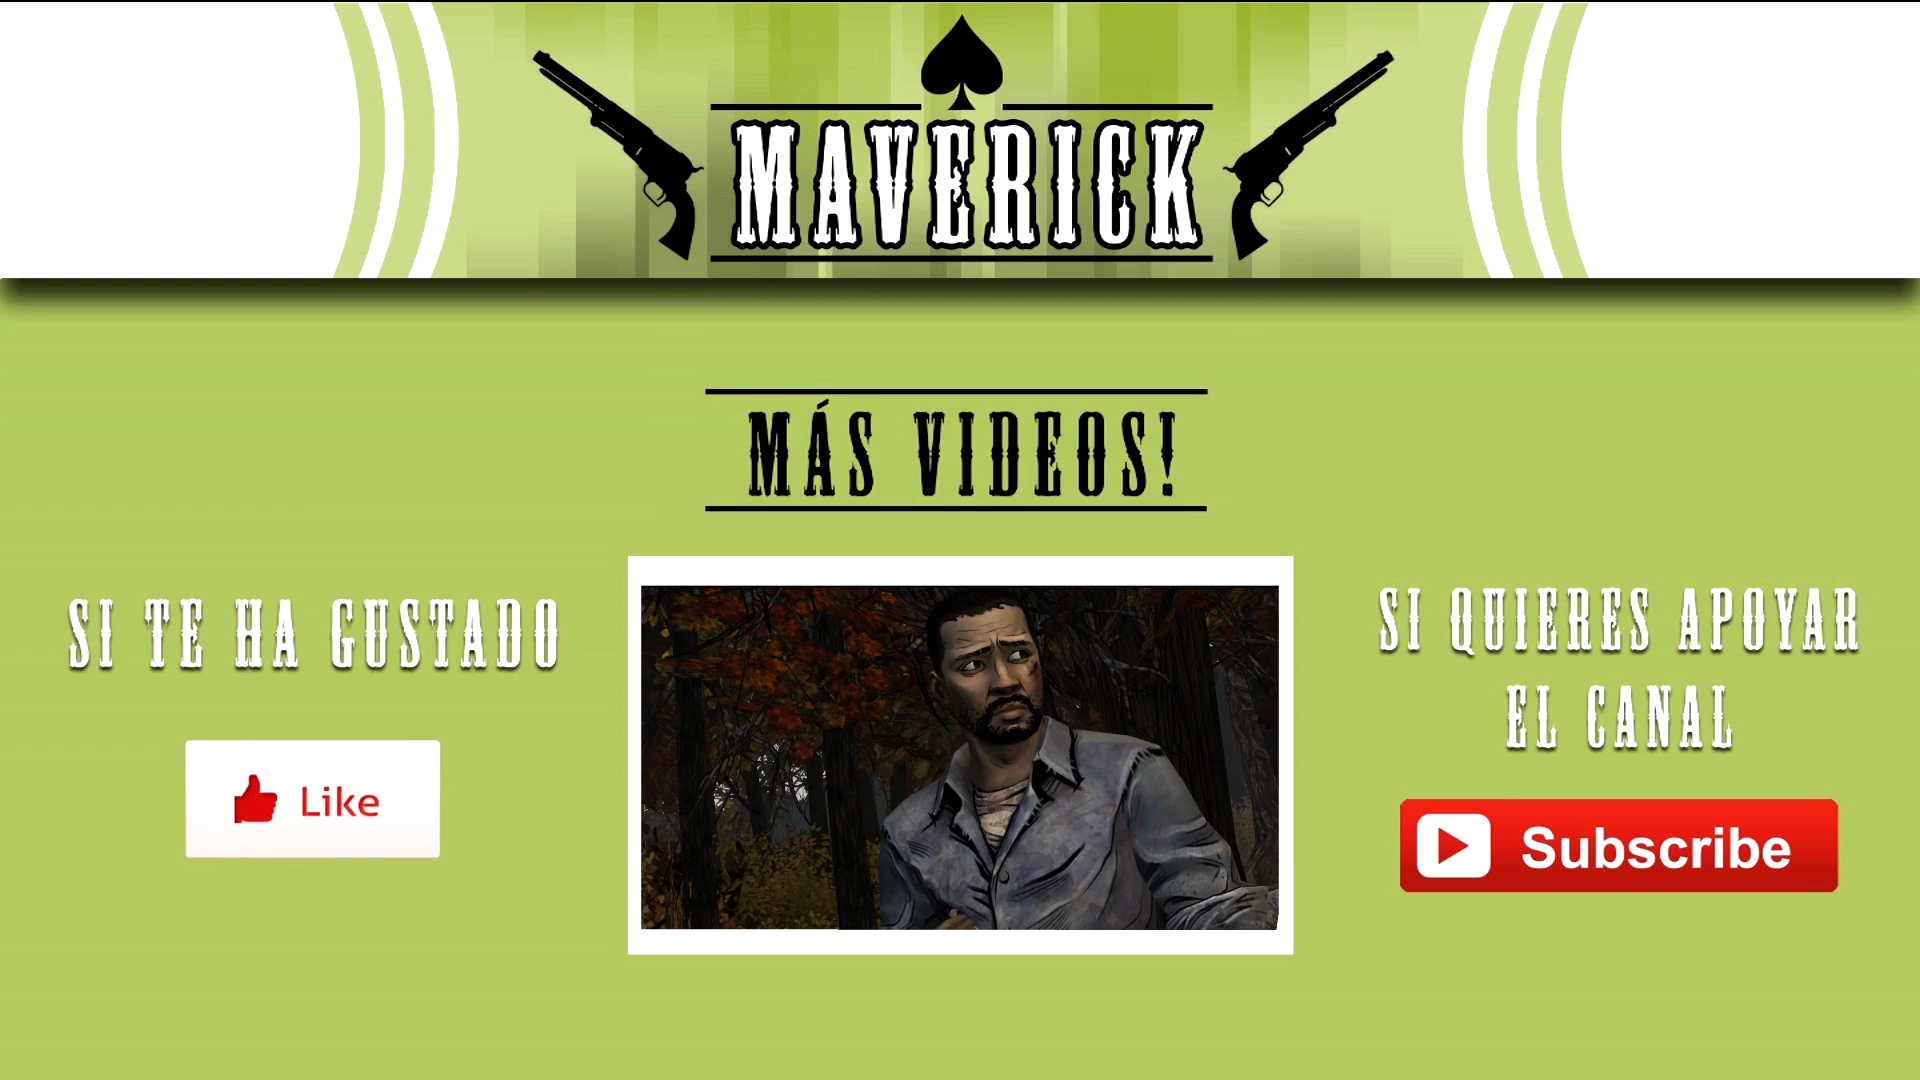 MAVERICK
MÁS VIDEOS!
SI TE HA GUSTADO
Like
SI QUIERES APOYAR
EL CANAL
Subscribe